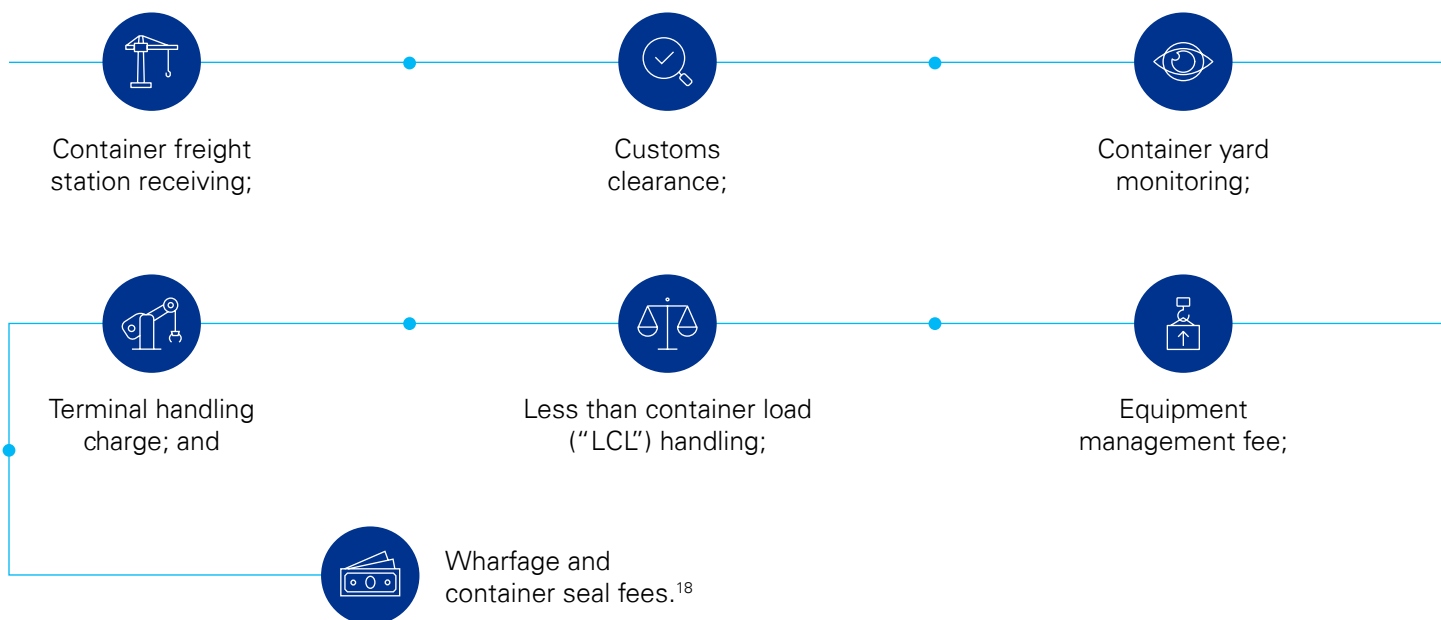 Container freight
station receiving;
Customs
clearance;
Container yard
monitoring;
Equipment
management fee;
Less than container load
(“LCL”) handling;
Terminal handling
charge; and
Wharfage and
container seal fees.18